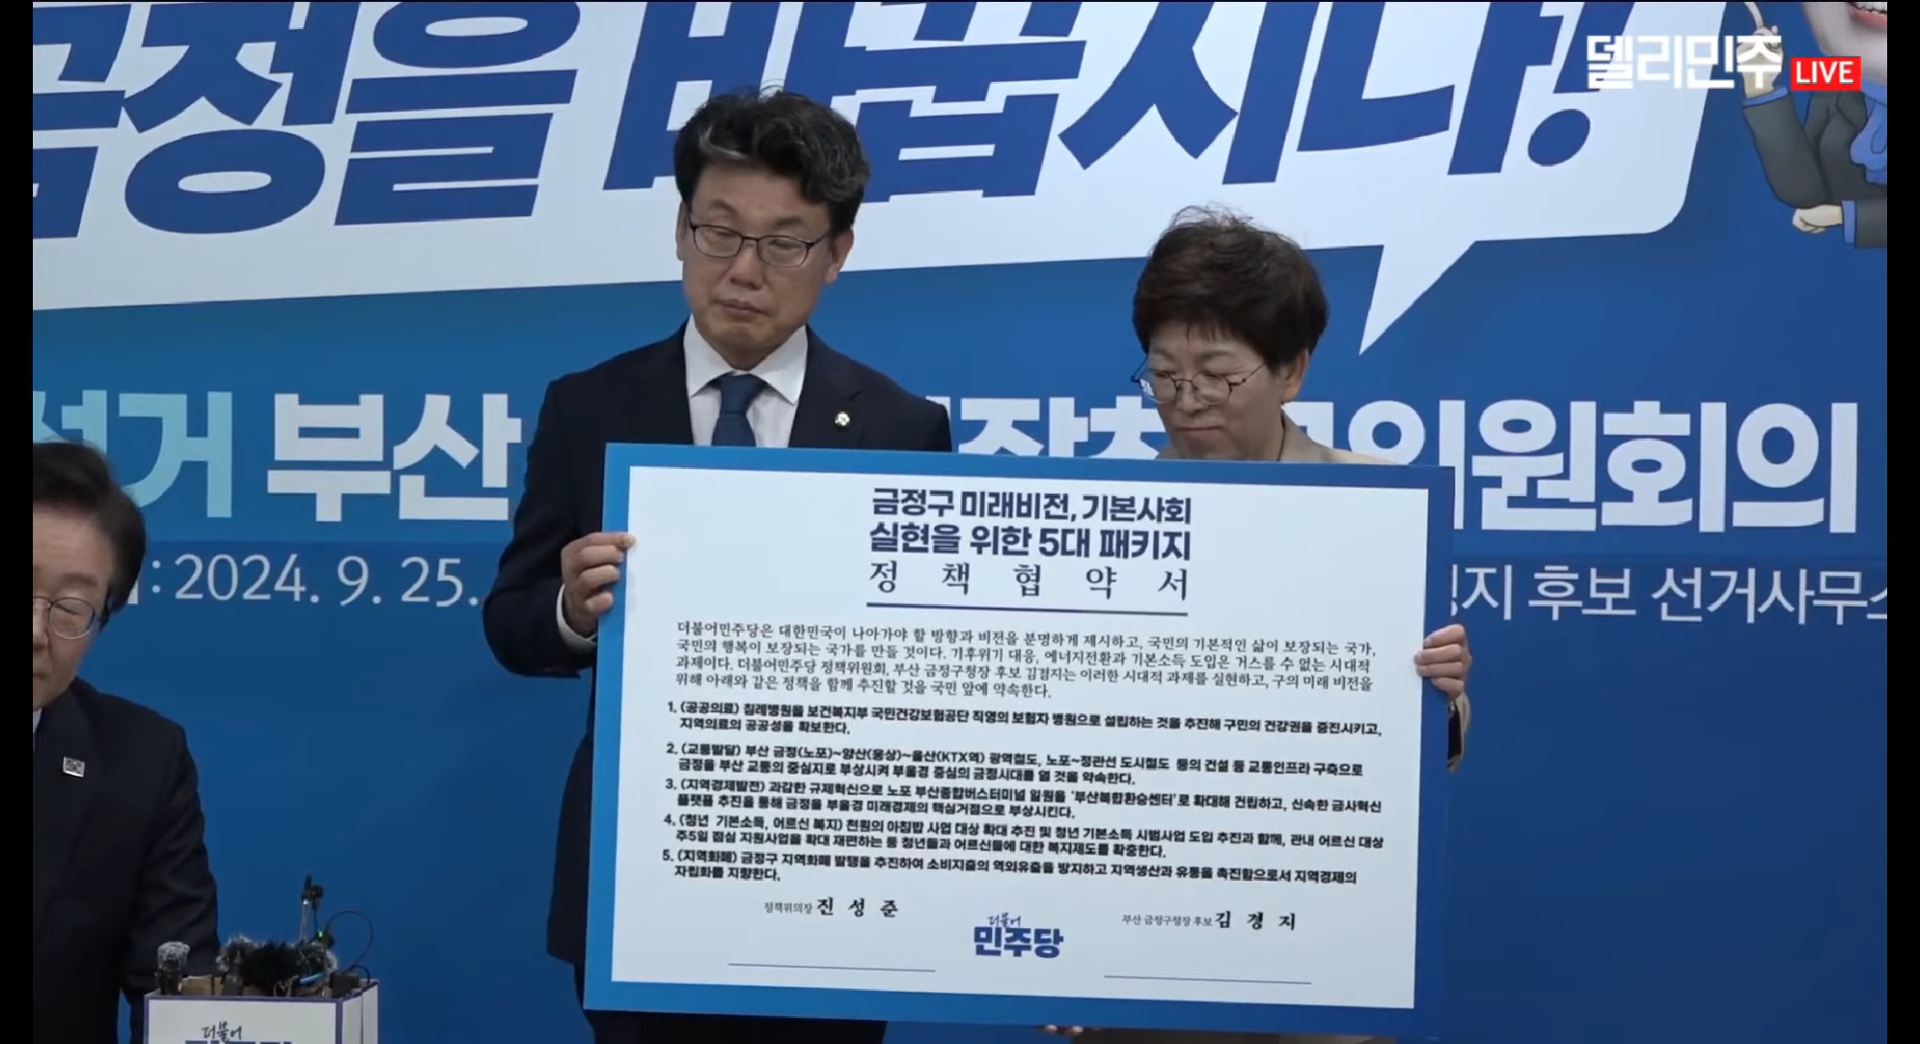 금정을 바꿉시다!
델리민주
LIVE
선거 부산
위원회의
: 2024. 9. 25.
지 후보 선거사무소
금정구 미래비전, 기본사회
실현을 위한 5대 패키지
정 책 협 약 서
더불어민주당은 대한민국이 나아가야 할 방향과 비전을 분명하게 제시하고, 국민의 기본적인 삶이 보장되는 국가,
국민의 행복이 보장되는 국가를 만들 것이다. 기후위기 대응, 에너지전환과 기본소득 도입은 거스를 수 없는 시대적
과제이다. 더불어민주당 정책위원회, 부산 금정구청장 후보 김경지는 이러한 시대적 과제를 실현하고, 구의 미래 비전을
위해 아래와 같은 정책을 함께 추진할 것을 국민 앞에 약속한다.
1. (공공의료) 침례병원을 보건복지부 국민건강보험공단 직영의 보험자 병원으로 설립하는 것을 추진해 구민의 건강권을 증진시키고,
지역의료의 공공성을 확보한다.
2. (교통발달) 부산 금정(노포)~양산(웅상)~울산(KTX역) 광역철도, 노포~정관선 도시철도 등의 건설 등 교통인프라 구축으로
금정을 부산 교통의 중심지로 부상시켜 부울경 중심의 금정시대를 열 것을 약속한다.
3. (지역경제발전) 과감한 규제혁신으로 노포 부산종합버스터미널 일원을 '부산복합환승센터'로 확대해 건립하고, 신속한 금사혁신
플랫폼 추진을 통해 금정을 부울경 미래경제의 핵심거점으로 부상시킨다.
4. (청년 기본소득, 어르신 복지) 천원의 아침밥 사업 대상 확대 추진 및 청년 기본소득 시범사업 도입 추진과 함께, 관내 어르신 대상
주5일 점심 지원사업을 확대 재편하는 등 청년들과 어르신들에 대한 복지제도를 확충한다.
5. (지역화폐) 금정구 지역화폐 발행을 추진하여 소비지출의 역외유출을 방지하고 지역생산과 유통을 촉진함으로서 지역경제의
자립화를 지향한다.
정책위의장 진 성 준
부산 금정구청장 후보 김 경 지
더불어
민주당
더불어